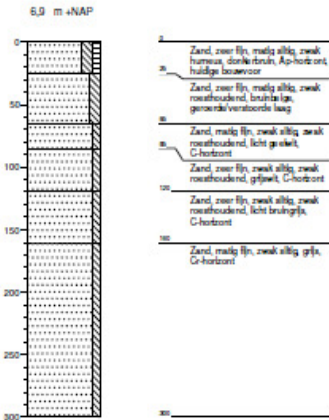 6,9 m +NAP
0
50
100
150
200
250
300
0
Zand, zeer fijn, matig siltig, zwak
humeus, donkerbruin, Ap-horizont,
huidige bouwvoor
25
Zand, zeer fijn, matig siltig, zwak
roesthoudend, bruinbeige,
geroerde/verstoorde laag
65
Zand, matig fijn, zwak siltig, zwak
roesthoudend, licht geelwit,
C-horizont
85
Zand, zeer fijn, zwak siltig, zwak
roesthoudend, grijswit, C-horizont
120
Zand, zeer fijn, zwak siltig, zwak
roesthoudend, licht bruingrijs,
C-horizont
160
Zand, matig fijn, zwak siltig, grijs,
Cr-horizont
300